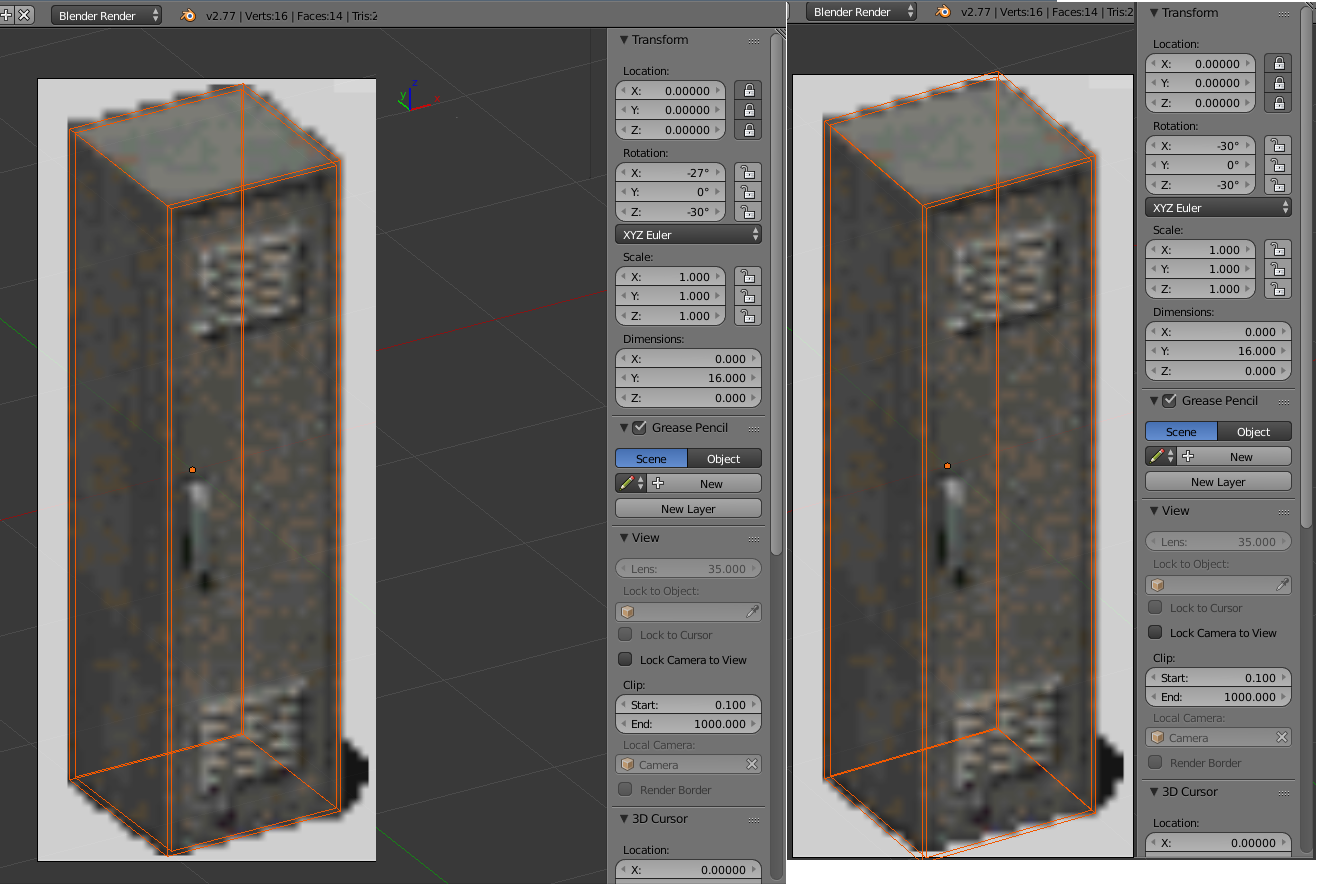 Blender Render
v2.77 | Verts:16 | Faces:14 | Tris:2
Transform
Location:
X: 0.00000
Y: 0.00000
Z: 0.00000
Rotation:
X: -27°
Y: 0°
Z: -30°
XYZ Euler
Scale:
X: 1.000
Y: 1.000
Z: 1.000
Dimensions:
X: 0.000
Y: 16.000
Z: 0.000
Grease Pencil
Scene Object
New
New Layer
View
Lens: 35.000
Lock to Object:
Lock to Cursor
Lock Camera to View
Clip:
Start: 0.100
End: 1000.000
Local Camera:
Camera
Render Border
3D Cursor
Location:
X: 0.00000
z
y
x
Blender Render
v2.77 | Verts:16 | Faces:14 | Tris:2
Transform
Location:
X: 0.00000
Y: 0.00000
Z: 0.00000
Rotation:
X: -30°
Y: 0°
Z: -30°
XYZ Euler
Scale:
X: 1.000
Y: 1.000
Z: 1.000
Dimensions:
X: 0.000
Y: 16.000
Z: 0.000
Grease Pencil
Scene Object
New
New Layer
View
Lens: 35.000
Lock to Object:
Lock to Cursor
Lock Camera to View
Clip:
Start: 0.100
End: 1000.000
Local Camera:
Camera
Render Border
3D Cursor
Location:
X: 0.00000